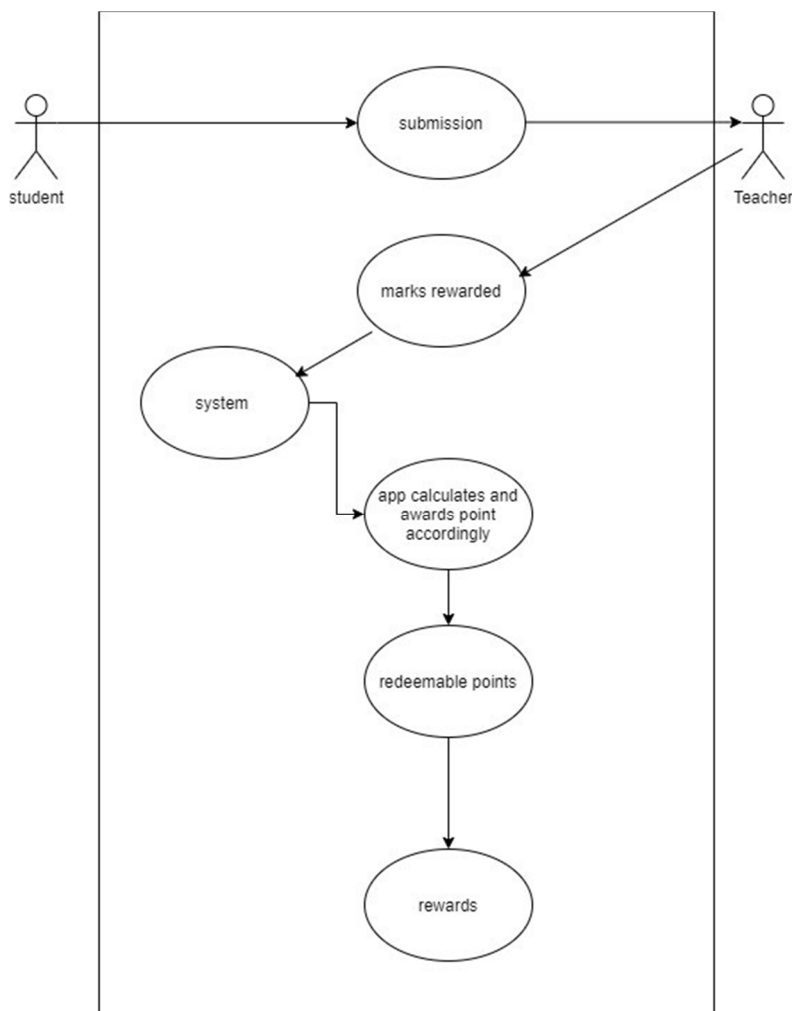 submission
student
Teacher
marks rewarded
system
app calculates and
awards point
accordingly
redeemable points
rewards